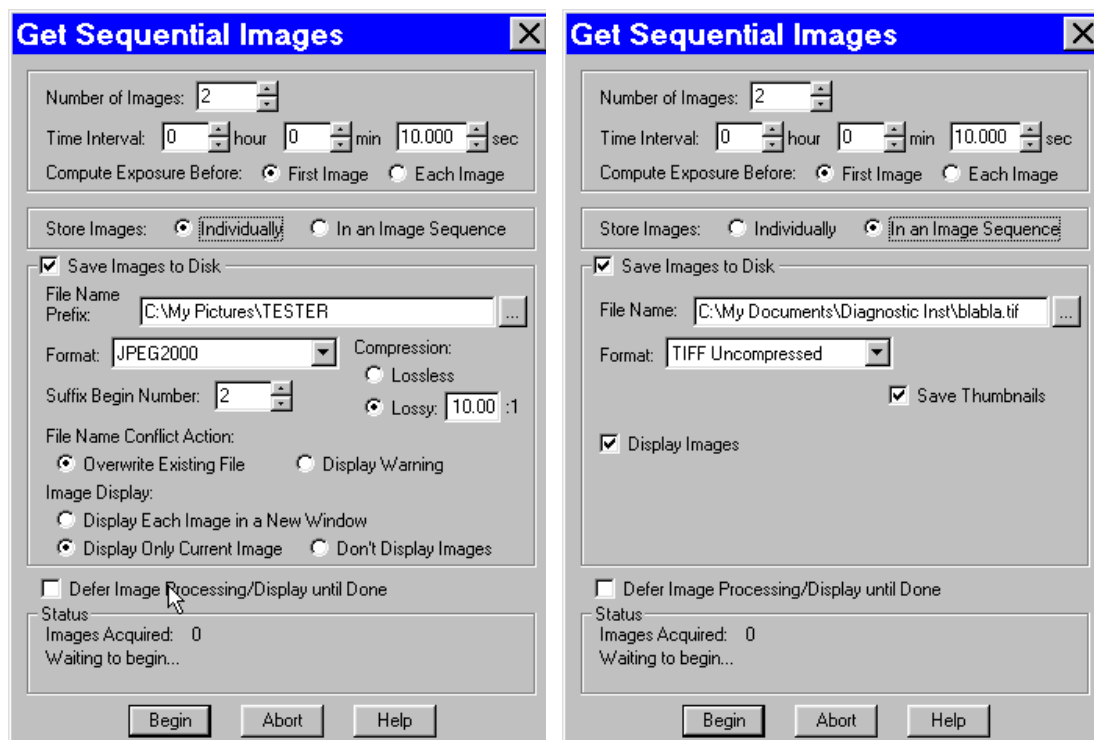 Get Sequential Images
Number of Images: 2
Time Interval: 0 hour 0 min 10.000 sec
Compute Exposure Before: First Image Each Image
Store Images: Individually In an Image Sequence
Save Images to Disk
File Name
Prefix: C:\My Pictures\TESTER ...
Format: JPEG2000 Compression:
Lossless
Suffix Begin Number: 2 Lossy: 10.00 :1
File Name Conflict Action:
Overwrite Existing File Display Warning
Image Display:
Display Each Image in a New Window
Display Only Current Image Don't Display Images
Defer Image Processing/Display until Done
Status
Images Acquired: 0
Waiting to begin...
Begin Abort Help
Get Sequential Images
Number of Images: 2
Time Interval: 0 hour 0 min 10.000 sec
Compute Exposure Before: First Image Each Image
Store Images: Individually In an Image Sequence
Save Images to Disk
File Name: C:\My Documents\Diagnostic Inst\blabla.tif ...
Format: TIFF Uncompressed
Save Thumbnails
Display Images
Defer Image Processing/Display until Done
Status
Images Acquired: 0
Waiting to begin...
Begin Abort Help